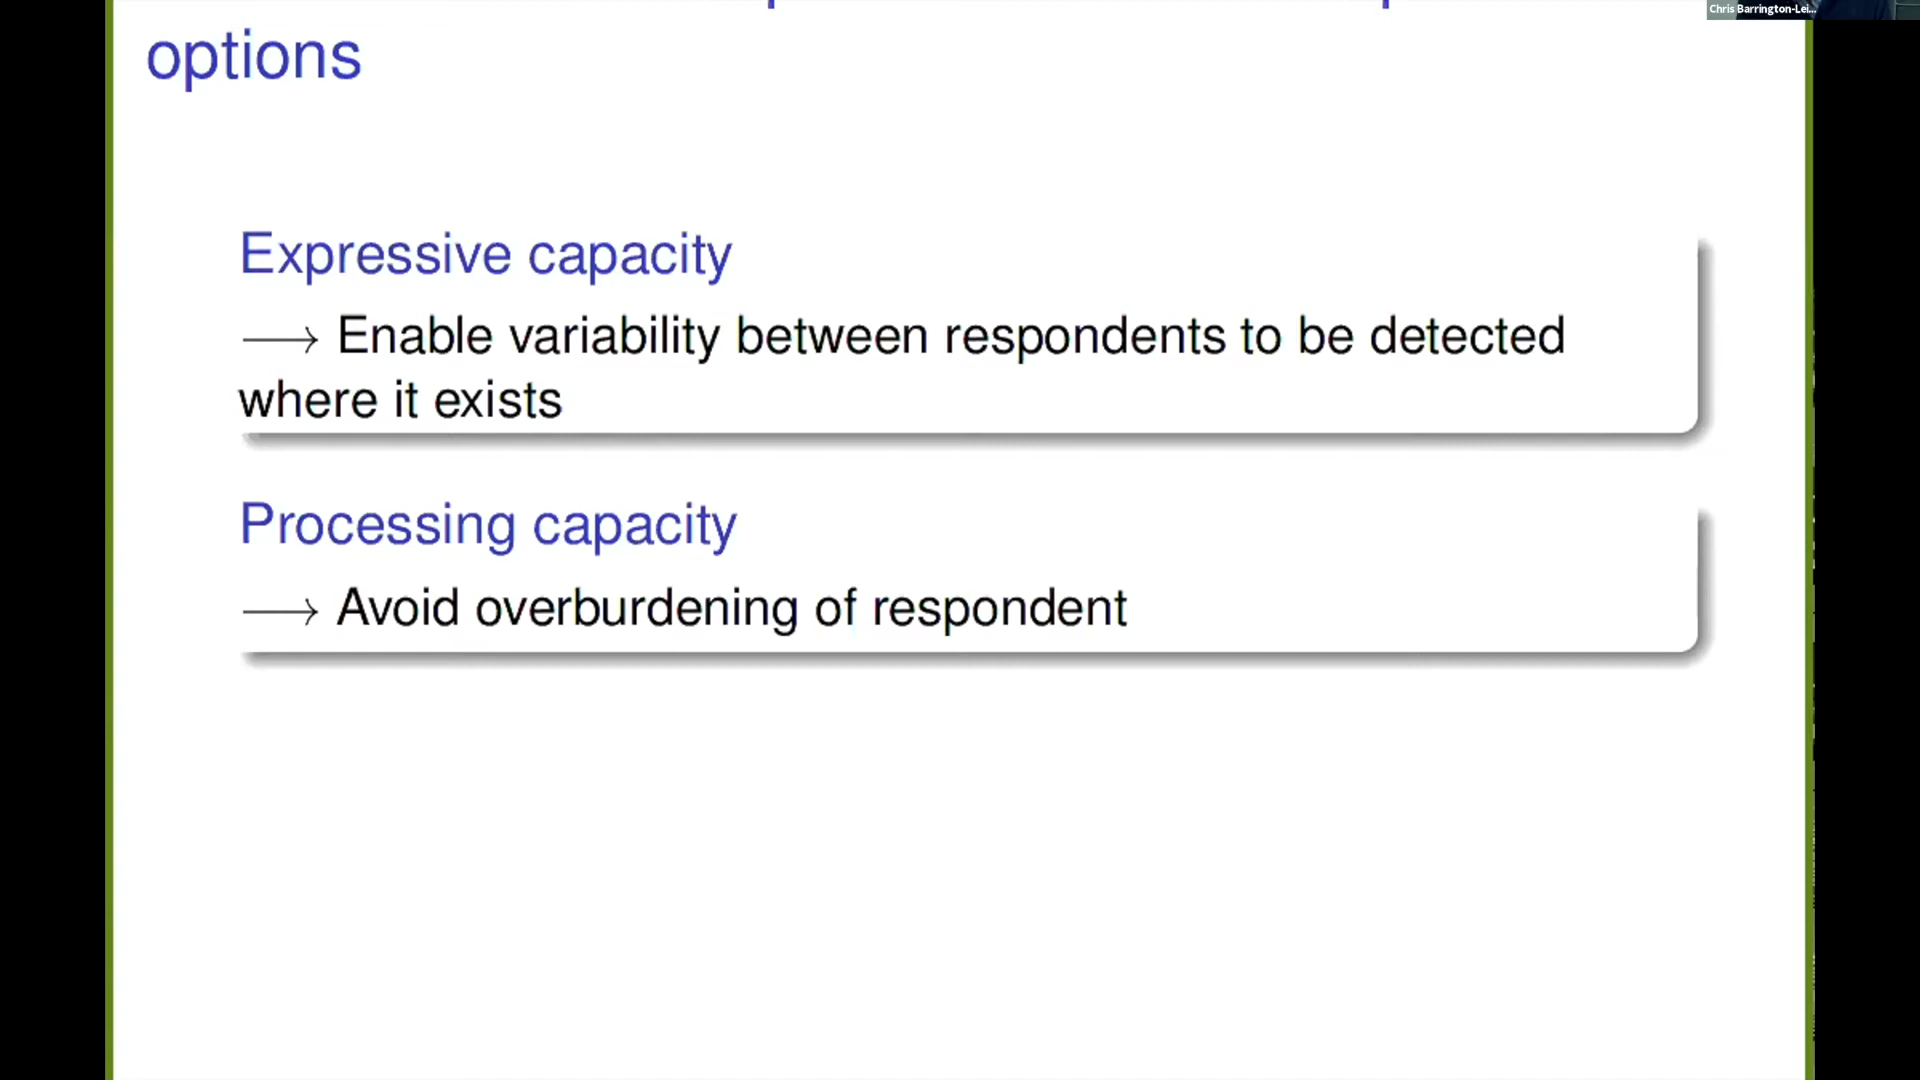 Chris Barrington-Lei...
options
Expressive capacity
⟶ Enable variability between respondents to be detected
where it exists
Processing capacity
⟶ Avoid overburdening of respondent